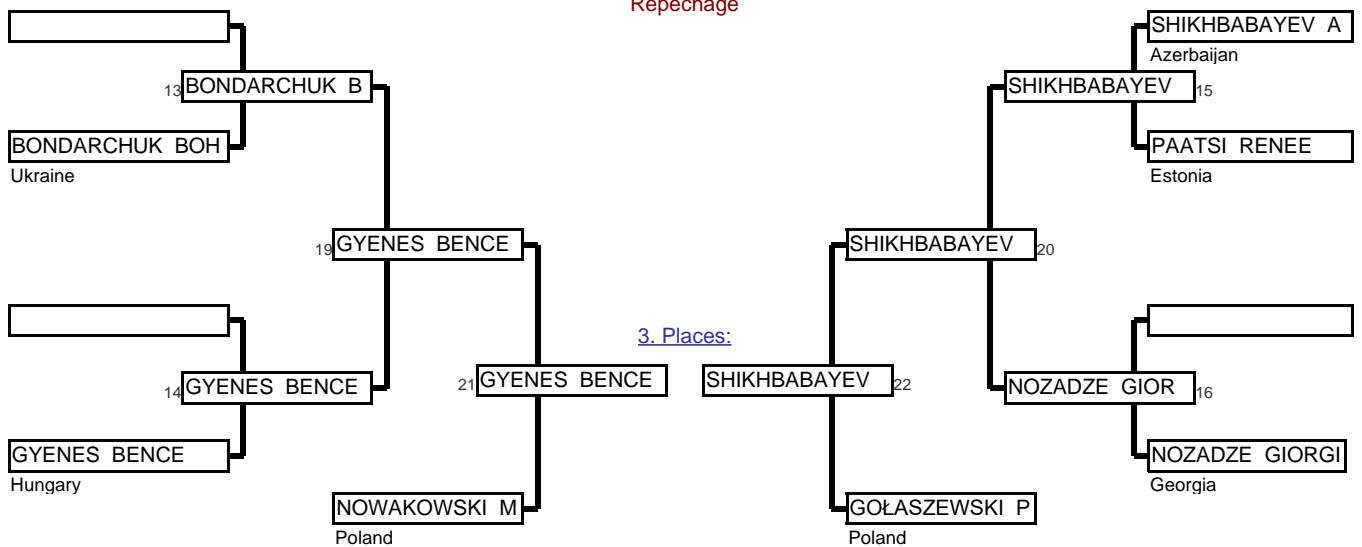 Repechage
SHIKHBABAYEV A
Azerbaijan
13 BONDARCHUK B
SHIKHBABAYEV 15
BONDARCHUK BOH
Ukraine
PAATSI RENEE
Estonia
19 GYENES BENCE
SHIKHBABAYEV 20
3. Places:
14 GYENES BENCE
21 GYENES BENCE
SHIKHBABAYEV 22
NOZADZE GIOR 16
GYENES BENCE
Hungary
NOZADZE GIORGI
Georgia
NOWAKOWSKI M
Poland
GOŁASZEWSKI P
Poland